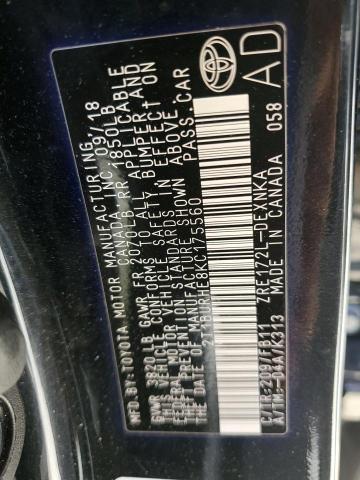 MFD.BY:TOYOTA MOTOR MANUFACTURING
CANADA INC. 09/18
GVWR 3820LB GAWR FR 2070LB RR 1850LB
THIS VEHICLE CONFORMS TO ALL APPLICABLE
FEDERAL MOTOR VEHICLE SAFETY, BUMPER AND
THEFT PREVENTION STANDARDS IN EFFECT ON
THE DATE OF MANUFACTURE SHOWN ABOVE
2T1BURHE8KC175560 PASS.CAR
C/TR:209/FB11 ZRE172L-DEXNKA
A/TM:-04A/K313 MADE IN CANADA 058
AD